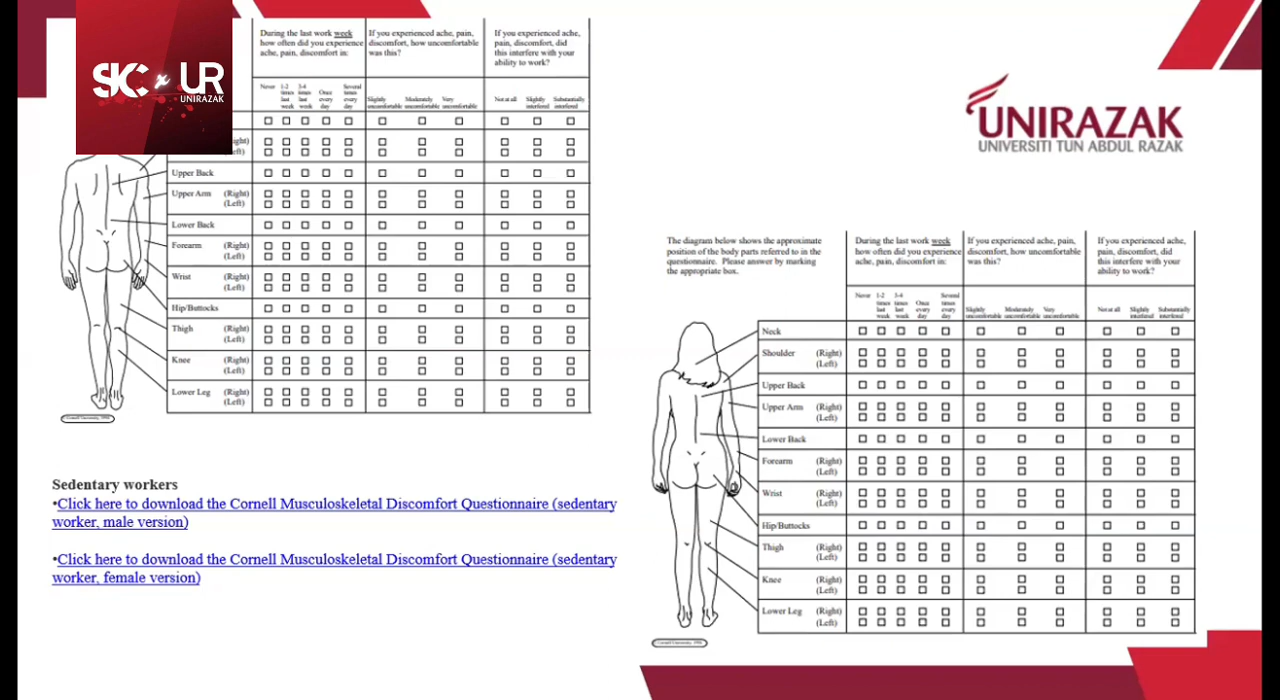 SIC x UR
UNIRAZAK
During the last work week
how often did you experience
ache, pain, discomfort in:
If you experienced ache, pain,
discomfort, how uncomfortable
was this?
If you experienced ache,
pain, discomfort, did
this interfere with your
ability to work?
Never
1-2 times last week
3-4 times last week
Once every day
Several times every day
Slightly uncomfortable
Moderately uncomfortable
Very uncomfortable
Not at all
Slightly interfered
Substantially interfered
Upper Back
Upper Arm (Right)
(Left)
Lower Back
Forearm (Right)
(Left)
Wrist (Right)
(Left)
Hip/Buttocks
Thigh (Right)
(Left)
Knee (Right)
(Left)
Lower Leg (Right)
(Left)
Sedentary workers
•Click here to download the Cornell Musculoskeletal Discomfort Questionnaire (sedentary
worker, male version)
•Click here to download the Cornell Musculoskeletal Discomfort Questionnaire (sedentary
worker, female version)
UNIRAZAK
UNIVERSITI TUN ABDUL RAZAK
The diagram below shows the approximate
position of the body parts referred to in the
questionnaire. Please answer by marking
the appropriate box.
During the last work week
how often did you experience
ache, pain, discomfort in:
If you experienced ache, pain,
discomfort, how uncomfortable
was this?
If you experienced ache,
pain, discomfort, did
this interfere with your
ability to work?
Never
1-2 times last week
3-4 times last week
Once every day
Several times every day
Slightly uncomfortable
Moderately uncomfortable
Very uncomfortable
Not at all
Slightly interfered
Substantially interfered
Neck
Shoulder (Right)
(Left)
Upper Back
Upper Arm (Right)
(Left)
Lower Back
Forearm (Right)
(Left)
Wrist (Right)
(Left)
Hip/Buttocks
Thigh (Right)
(Left)
Knee (Right)
(Left)
Lower Leg (Right)
(Left)